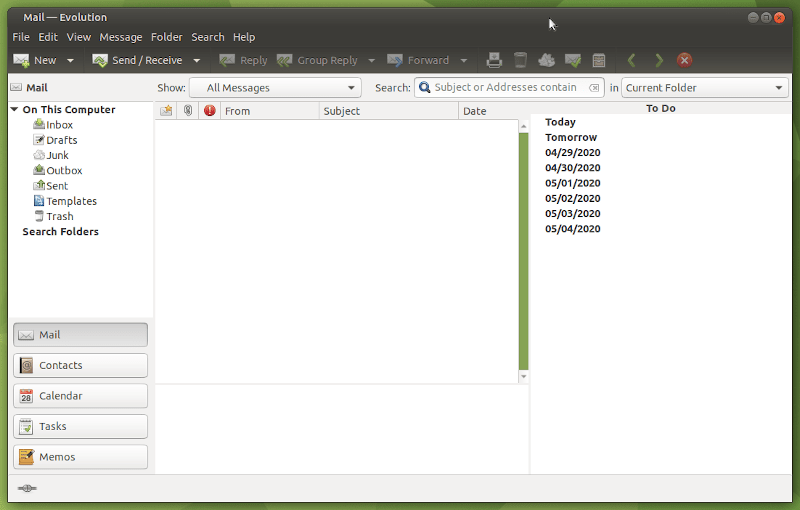 Mail — Evolution
File Edit View Message Folder Search Help
New Send / Receive Reply Group Reply Forward
Mail Show: All Messages Search: Subject or Addresses contain in Current Folder
On This Computer
Inbox
Drafts
Junk
Outbox
Sent
Templates
Trash
Search Folders
From Subject Date
To Do
Today
Tomorrow
04/29/2020
04/30/2020
05/01/2020
05/02/2020
05/03/2020
05/04/2020
Mail
Contacts
28 Calendar
Tasks
Memos